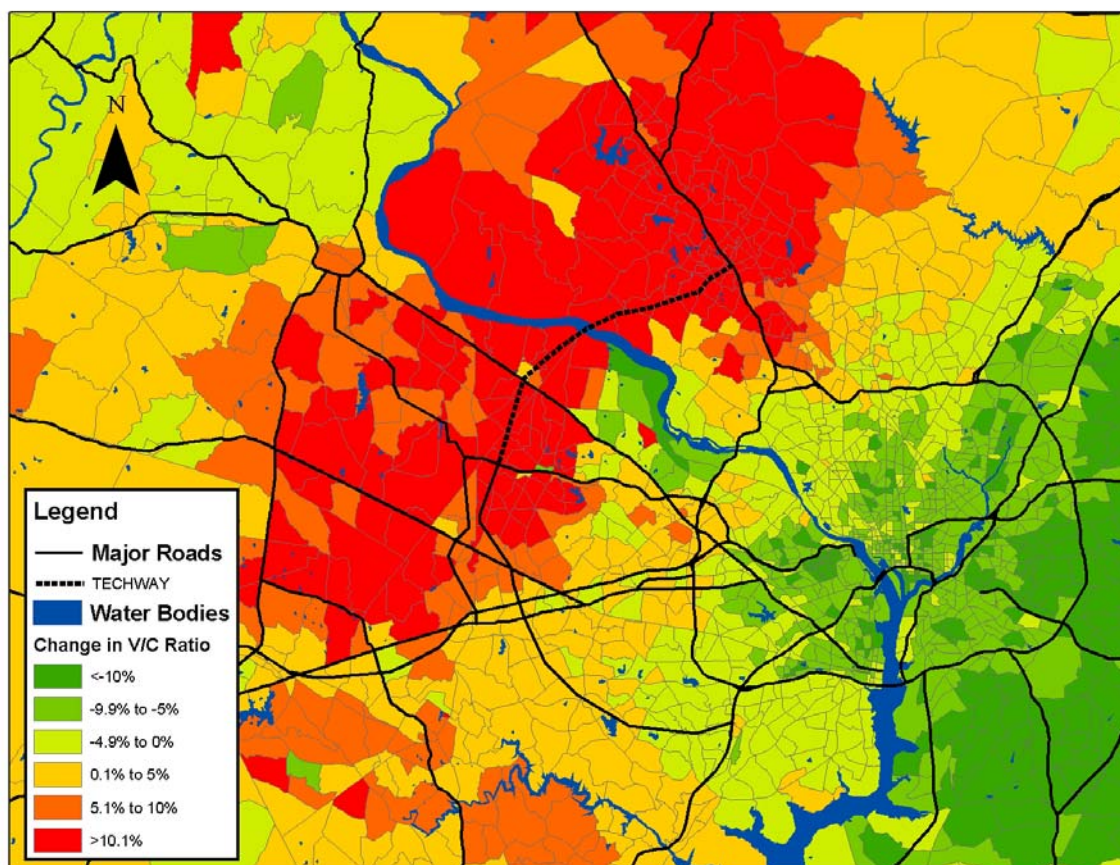 N
Legend
Major Roads
TECHWAY
Water Bodies
Change in V/C Ratio
<-10%
-9.9% to -5%
-4.9% to 0%
0.1% to 5%
5.1% to 10%
>10.1%